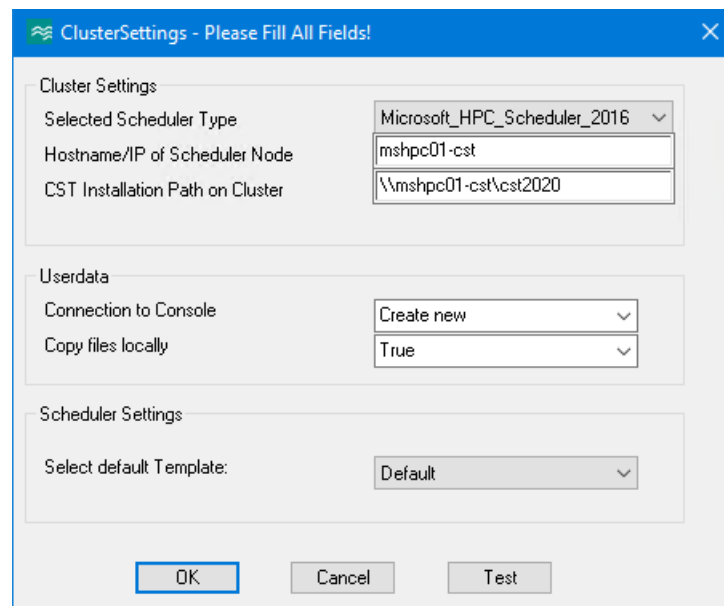 ClusterSettings - Please Fill All Fields!
Cluster Settings
Selected Scheduler Type Microsoft_HPC_Scheduler_2016
Hostname/IP of Scheduler Node mshpc01-cst
CST Installation Path on Cluster \\mshpc01-cst\cst2020
Userdata
Connection to Console Create new
Copy files locally True
Scheduler Settings
Select default Template: Default
OK Cancel Test